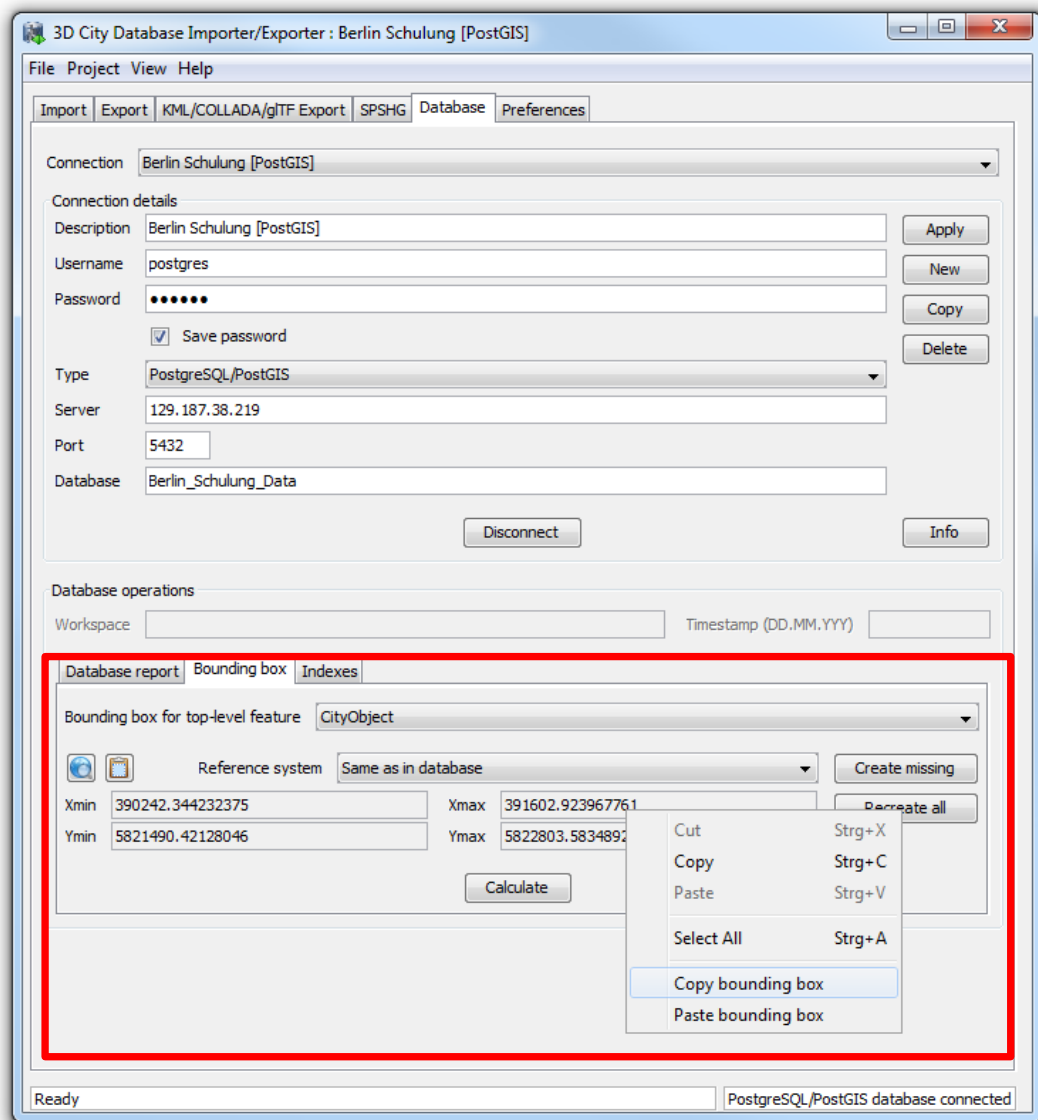 3D City Database Importer/Exporter : Berlin Schulung [PostGIS]
File Project View Help
Import Export KML/COLLADA/glTF Export SPSHG Database Preferences
Connection Berlin Schulung [PostGIS]
Connection details
Description Berlin Schulung [PostGIS] Apply
Username postgres New
Password •••••• Copy
Save password
Delete
Type PostgreSQL/PostGIS
Server 129.187.38.219
Port 5432
Database Berlin_Schulung_Data
Disconnect Info
Database operations
Workspace Timestamp (DD.MM.YYY)
Database report Bounding box Indexes
Bounding box for top-level feature CityObject
Reference system Same as in database Create missing
Xmin 390242.344232375 Xmax 391602.923967761 Recreate all
Ymin 5821490.42128046 Ymax 5822803.5834892
Calculate
Cut Strg+X
Copy Strg+C
Paste Strg+V
Select All Strg+A
Copy bounding box
Paste bounding box
Ready PostgreSQL/PostGIS database connected